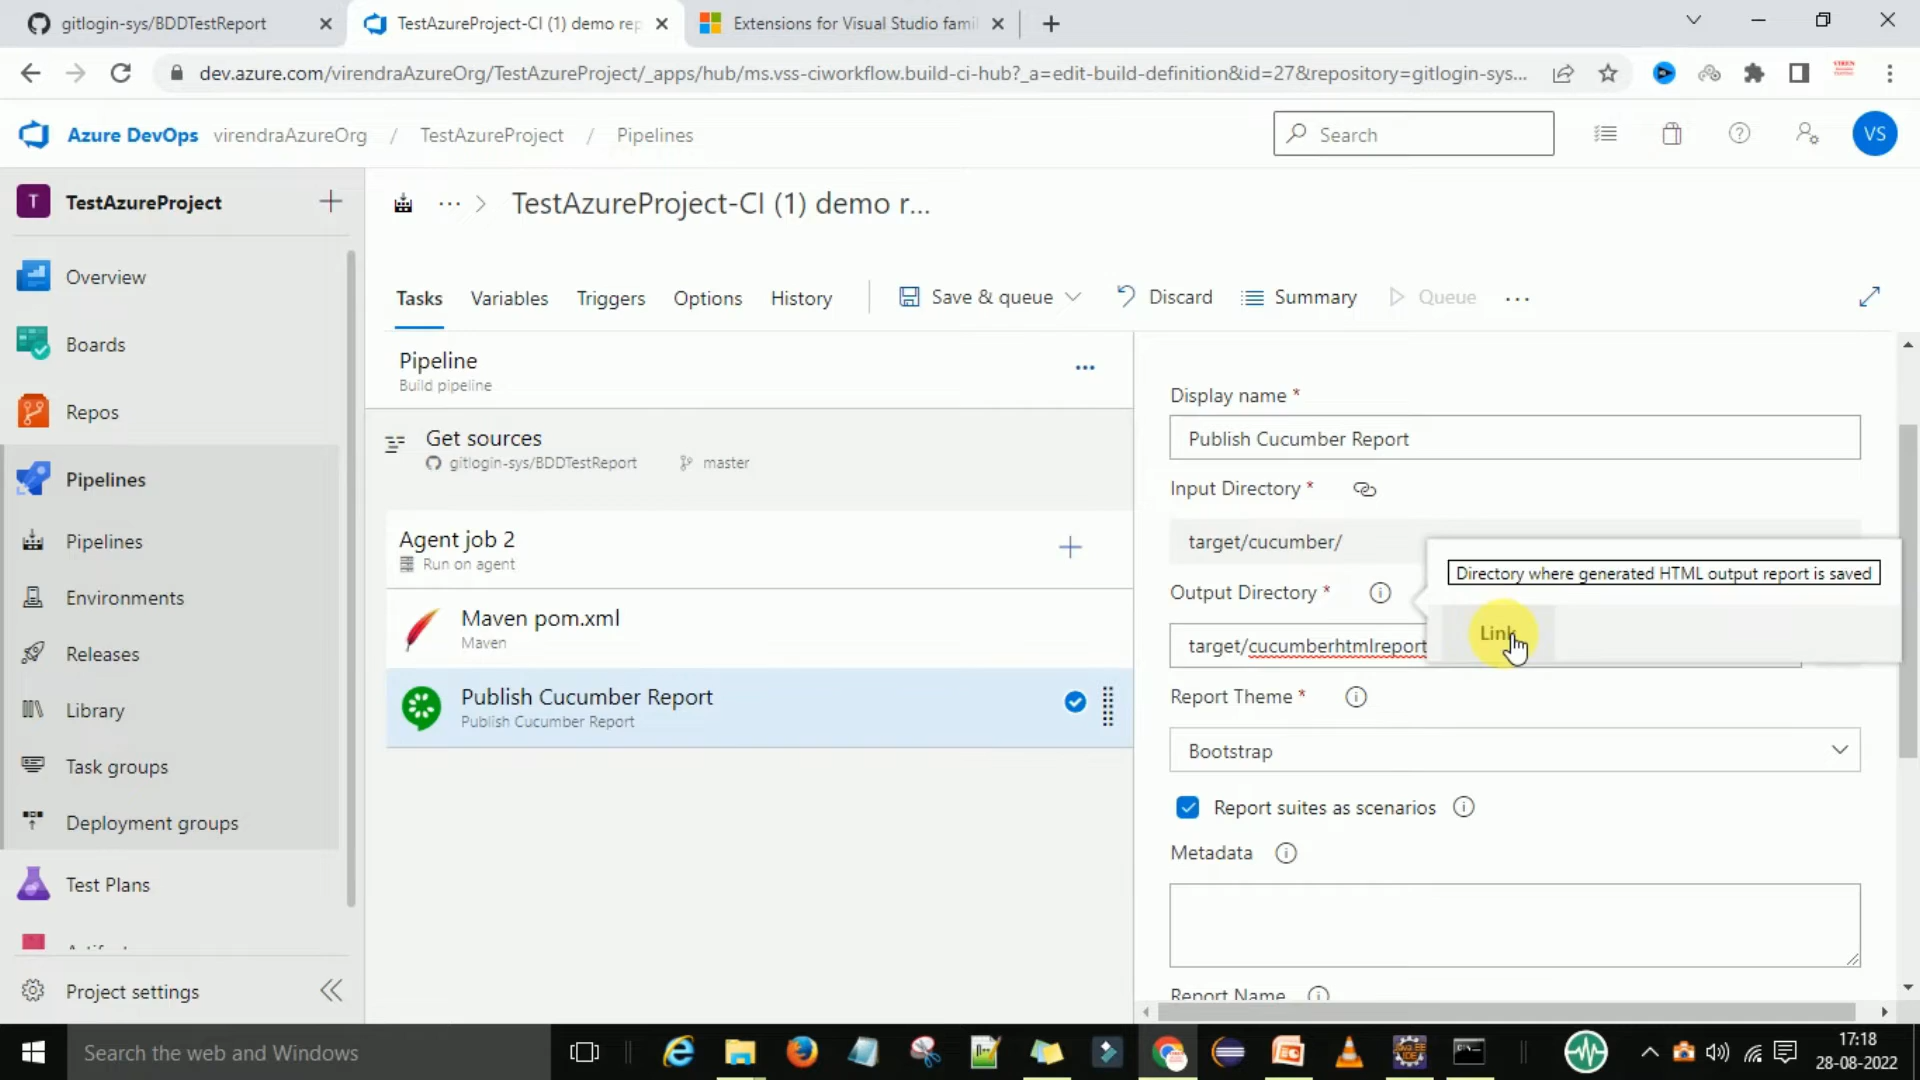 gitlogin-sys/BDDTestReport
TestAzureProject-CI (1) demo rep
Extensions for Visual Studio fami
dev.azure.com/virendraAzureOrg/TestAzureProject/_apps/hub/ms.vss-ciworkflow.build-ci-hub?_a=edit-build-definition&id=27&repository=gitlogin-sys...
VIREN
Azure DevOps virendraAzureOrg / TestAzureProject / Pipelines
Search
VS
T TestAzureProject
Overview
Boards
Repos
Pipelines
Pipelines
Environments
Releases
Library
Task groups
Deployment groups
Test Plans
Project settings
... > TestAzureProject-CI (1) demo r...
Tasks Variables Triggers Options History Save & queue Discard Summary Queue ...
Pipeline
Build pipeline
...
Get sources
gitlogin-sys/BDDTestReport master
Agent job 2
Run on agent
Maven pom.xml
Maven
Publish Cucumber Report
Publish Cucumber Report
Display name *
Publish Cucumber Report
Input Directory *
target/cucumber/
Directory where generated HTML output report is saved
Output Directory *
Link
target/cucumberhtmlreport
Report Theme *
Bootstrap
Report suites as scenarios
Metadata
Report Name
Search the web and Windows
17:18
28-08-2022